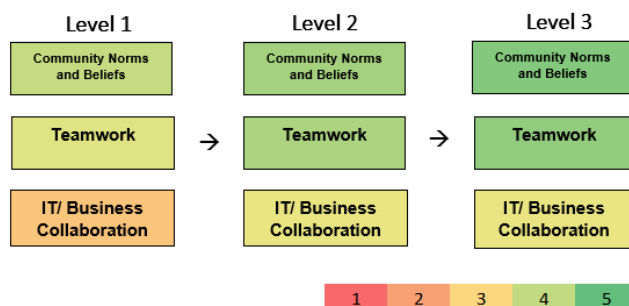 Level 1
Level 2
Level 3
Community Norms
and Beliefs
Community Norms
and Beliefs
Community Norms
and Beliefs
Teamwork
→
Teamwork
→
Teamwork
IT/ Business
Collaboration
IT/ Business
Collaboration
IT/ Business
Collaboration
1
2
3
4
5